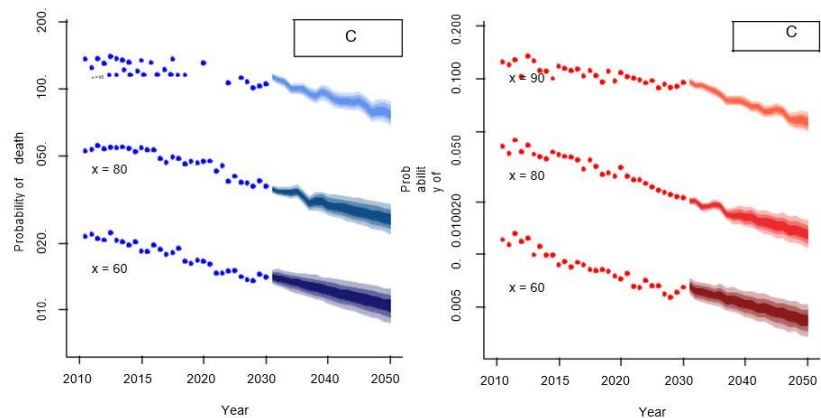 C
200.
100.
050.
020.
010.
Probability of death
x = 80
x = 60
2010
2015
2020
2030
2040
2050
Year
C
0.200
0.100
0.050
0.010020
0.
0.005
Prob
abilit
y of
x = 90
x = 80
x = 60
2010
2015
2020
2030
2040
2050
Year